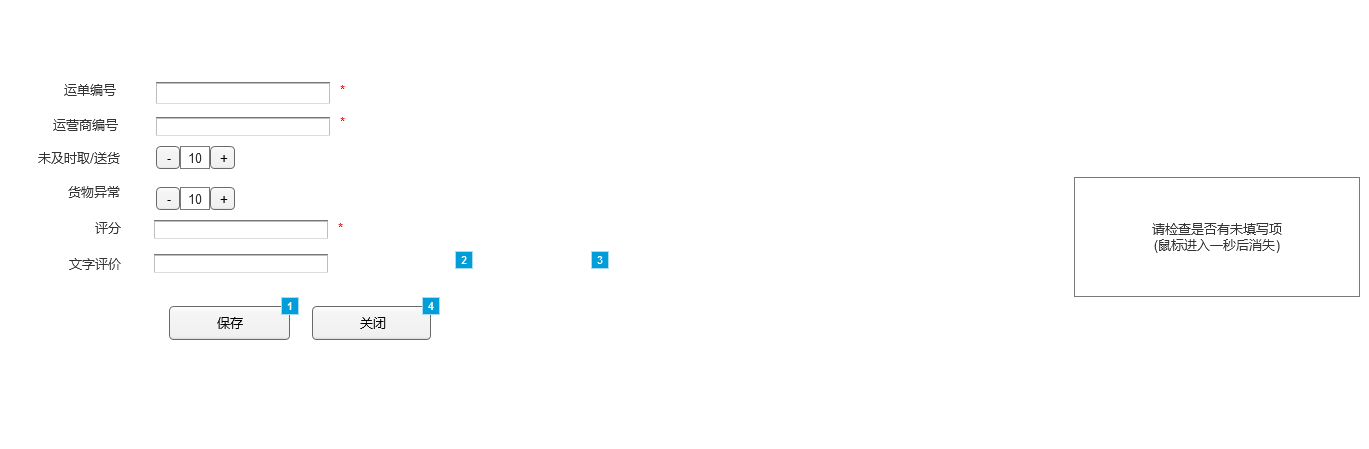 运单编号 *
运营商编号 *
未及时取/送货 - 10 +
货物异常 - 10 +
评分 *
文字评价
2 3
请检查是否有未填写项
(鼠标进入一秒后消失)
保存 1 关闭 4